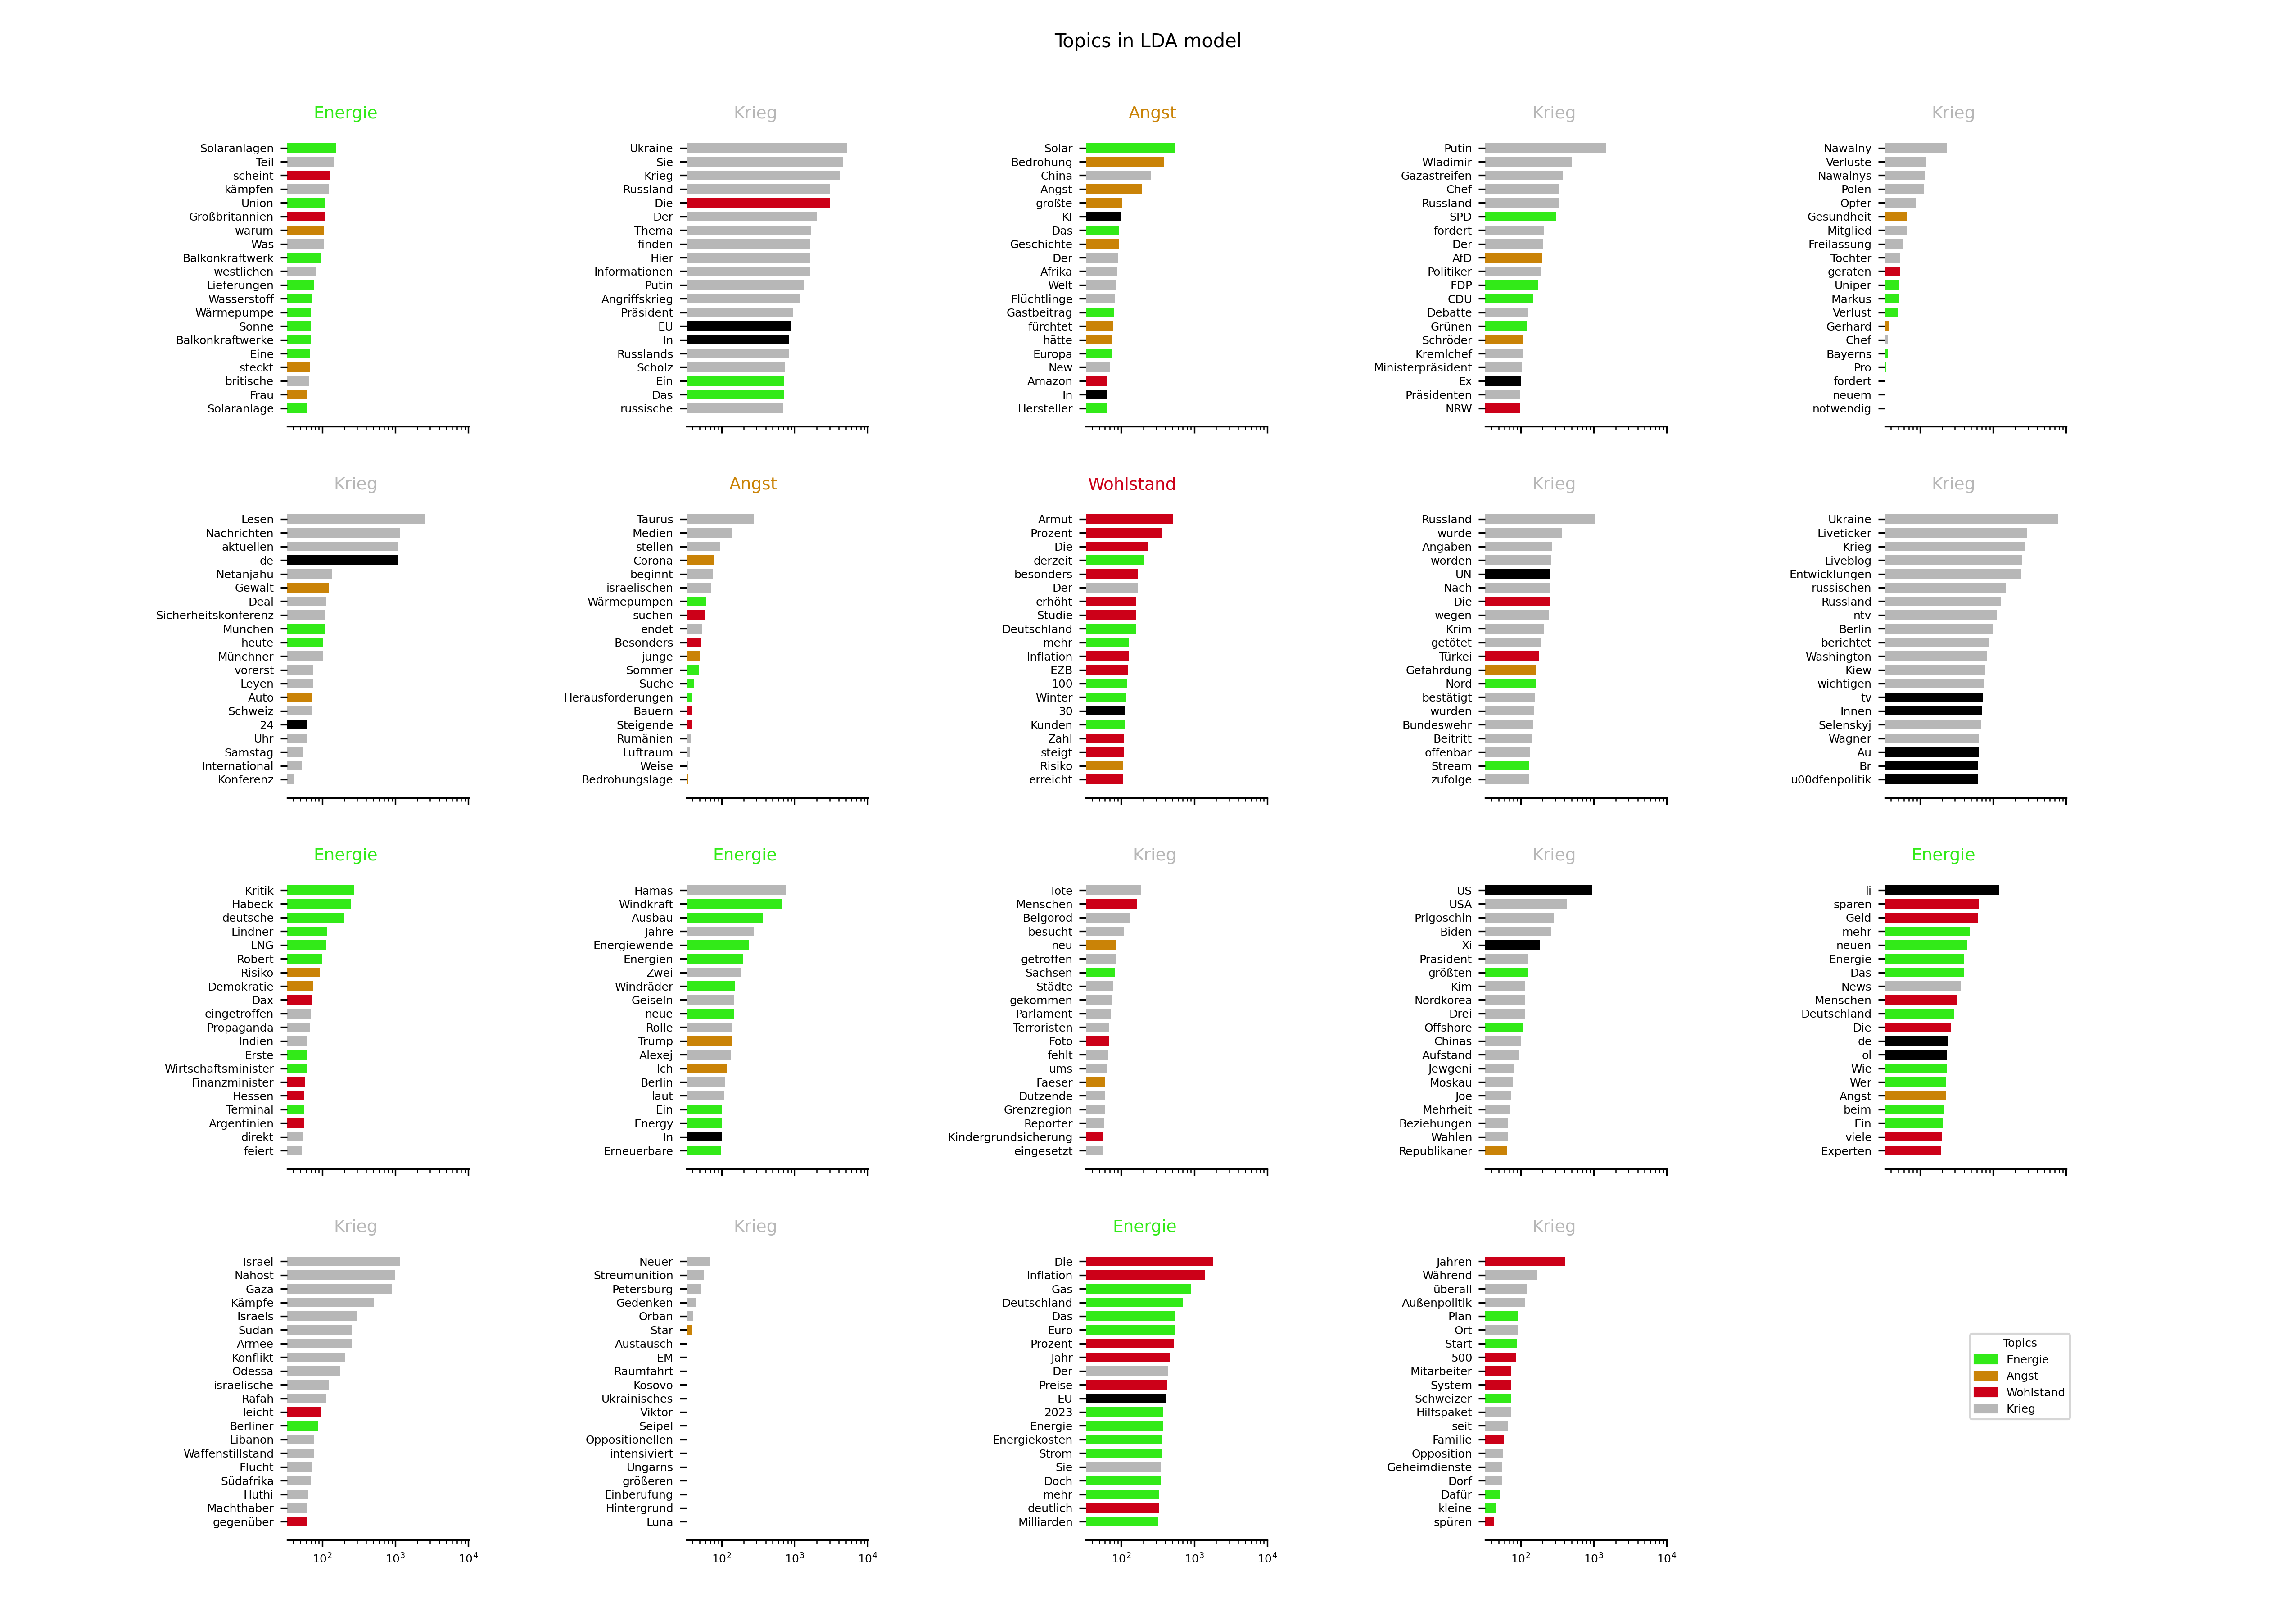 Topics in LDA model
Energie
Solaranlagen
Teil
scheint
kämpfen
Union
Großbritannien
warum
Was
Balkonkraftwerk
westlichen
Lieferungen
Wasserstoff
Wärmepumpe
Sonne
Balkonkraftwerke
Eine
steckt
britische
Frau
Solaranlage
Krieg
Ukraine
Sie
Krieg
Russland
Die
Der
Thema
finden
Hier
Informationen
Putin
Angriffskrieg
Präsident
EU
In
Russlands
Scholz
Ein
Das
russische
Angst
Solar
Bedrohung
China
Angst
größte
KI
Das
Geschichte
Der
Afrika
Welt
Flüchtlinge
Gastbeitrag
fürchtet
hätte
Europa
New
Amazon
In
Hersteller
Krieg
Putin
Wladimir
Gazastreifen
Chef
Russland
SPD
fordert
Der
AfD
Politiker
FDP
CDU
Debatte
Grünen
Schröder
Kremlchef
Ministerpräsident
Ex
Präsidenten
NRW
Krieg
Nawalny
Verluste
Nawalnys
Polen
Opfer
Gesundheit
Mitglied
Freilassung
Tochter
geraten
Uniper
Markus
Verlust
Gerhard
Chef
Bayerns
Pro
fordert
neuem
notwendig
Krieg
Lesen
Nachrichten
aktuellen
de
Netanjahu
Gewalt
Deal
Sicherheitskonferenz
München
heute
Münchner
vorerst
Leyen
Auto
Schweiz
24
Uhr
Samstag
International
Konferenz
Angst
Taurus
Medien
stellen
Corona
beginnt
israelischen
Wärmepumpen
suchen
endet
Besonders
junge
Sommer
Suche
Herausforderungen
Bauern
Steigende
Rumänien
Luftraum
Weise
Bedrohungslage
Wohlstand
Armut
Prozent
Die
derzeit
besonders
Der
erhöht
Studie
Deutschland
mehr
Inflation
EZB
100
Winter
30
Kunden
Zahl
steigt
Risiko
erreicht
Krieg
Russland
wurde
Angaben
worden
UN
Nach
Die
wegen
Krim
getötet
Türkei
Gefährdung
Nord
bestätigt
wurden
Bundeswehr
Beitritt
offenbar
Stream
zufolge
Krieg
Ukraine
Liveticker
Krieg
Liveblog
Entwicklungen
russischen
Russland
ntv
Berlin
berichtet
Washington
Kiew
wichtigen
tv
Innen
Selenskyj
Wagner
Au
Br
u00dfenpolitik
Energie
Kritik
Habeck
deutsche
Lindner
LNG
Robert
Risiko
Demokratie
Dax
eingetroffen
Propaganda
Indien
Erste
Wirtschaftsminister
Finanzminister
Hessen
Terminal
Argentinien
direkt
feiert
Energie
Hamas
Windkraft
Ausbau
Jahre
Energiewende
Energien
Zwei
Windräder
Geiseln
neue
Rolle
Trump
Alexej
Ich
Berlin
laut
Ein
Energy
In
Erneuerbare
Krieg
Tote
Menschen
Belgorod
besucht
neu
getroffen
Sachsen
Städte
gekommen
Parlament
Terroristen
Foto
fehlt
ums
Faeser
Dutzende
Grenzregion
Reporter
Kindergrundsicherung
eingesetzt
Krieg
US
USA
Prigoschin
Biden
Xi
Präsident
größten
Kim
Nordkorea
Drei
Offshore
Chinas
Aufstand
Jewgeni
Moskau
Joe
Mehrheit
Beziehungen
Wahlen
Republikaner
Energie
li
sparen
Geld
mehr
neuen
Energie
Das
News
Menschen
Deutschland
Die
de
ol
Wie
Wer
Angst
beim
Ein
viele
Experten
Krieg
Israel
Nahost
Gaza
Kämpfe
Israels
Sudan
Armee
Konflikt
Odessa
israelische
Rafah
leicht
Berliner
Libanon
Waffenstillstand
Flucht
Südafrika
Huthi
Machthaber
gegenüber
10² 10³ 10⁴
Krieg
Neuer
Streumunition
Petersburg
Gedenken
Orban
Star
Austausch
EM
Raumfahrt
Kosovo
Ukrainisches
Viktor
Seipel
Oppositionellen
intensiviert
Ungarns
größeren
Einberufung
Hintergrund
Luna
10² 10³ 10⁴
Energie
Die
Inflation
Gas
Deutschland
Das
Euro
Prozent
Jahr
Der
Preise
EU
2023
Energie
Energiekosten
Strom
Sie
Doch
mehr
deutlich
Milliarden
10² 10³ 10⁴
Krieg
Jahren
Während
überall
Außenpolitik
Plan
Ort
Start
500
Mitarbeiter
System
Schweizer
Hilfspaket
seit
Familie
Opposition
Geheimdienste
Dorf
Dafür
kleine
spüren
10² 10³ 10⁴
Topics
Energie
Angst
Wohlstand
Krieg